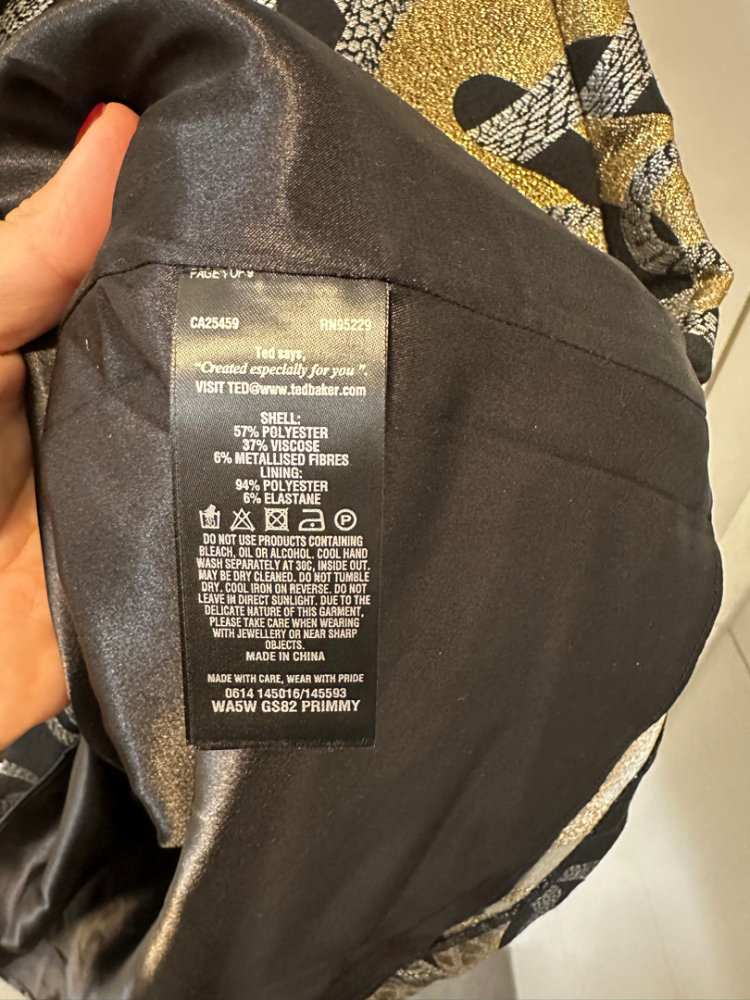 PAGE 1 OF 9
CA25459 RN95229
Ted says,
"Created especially for you".
VISIT TED@www.tedbaker.com
SHELL:
57% POLYESTER
37% VISCOSE
6% METALLISED FIBRES
LINING:
94% POLYESTER
6% ELASTANE
P
DO NOT USE PRODUCTS CONTAINING
BLEACH, OIL OR ALCOHOL. COOL HAND
WASH SEPARATELY AT 30C, INSIDE OUT.
MAY BE DRY CLEANED. DO NOT TUMBLE
DRY. COOL IRON ON REVERSE. DO NOT
LEAVE IN DIRECT SUNLIGHT. DUE TO THE
DELICATE NATURE OF THIS GARMENT,
PLEASE TAKE CARE WHEN WEARING
WITH JEWELLERY OR NEAR SHARP
OBJECTS.
MADE IN CHINA
MADE WITH CARE, WEAR WITH PRIDE
0614 145016/145593
WA5W GS82 PRIMMY